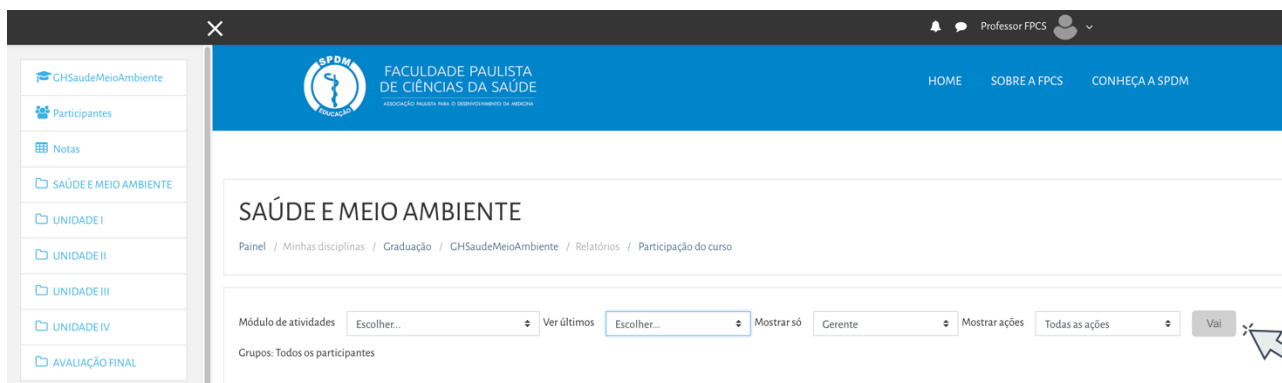 Professor FPCS
GHSaudeMeioAmbiente
Participantes
Notas
SAÚDE E MEIO AMBIENTE
UNIDADE I
UNIDADE II
UNIDADE III
UNIDADE IV
AVALIAÇÃO FINAL
SPDM
EDUCAÇÃO
FACULDADE PAULISTA
DE CIÊNCIAS DA SAÚDE
ASSOCIAÇÃO PAULISTA PARA O DESENVOLVIMENTO DA MEDICINA
HOME SOBRE A FPCS CONHEÇA A SPDM
SAÚDE E MEIO AMBIENTE
Painel / Minhas disciplinas / Graduação / GHSaudeMeioAmbiente / Relatórios / Participação do curso
Módulo de atividades Escolher... Ver últimos Escolher... Mostrar só Gerente Mostrar ações Todas as ações Vai
Grupos: Todos os participantes